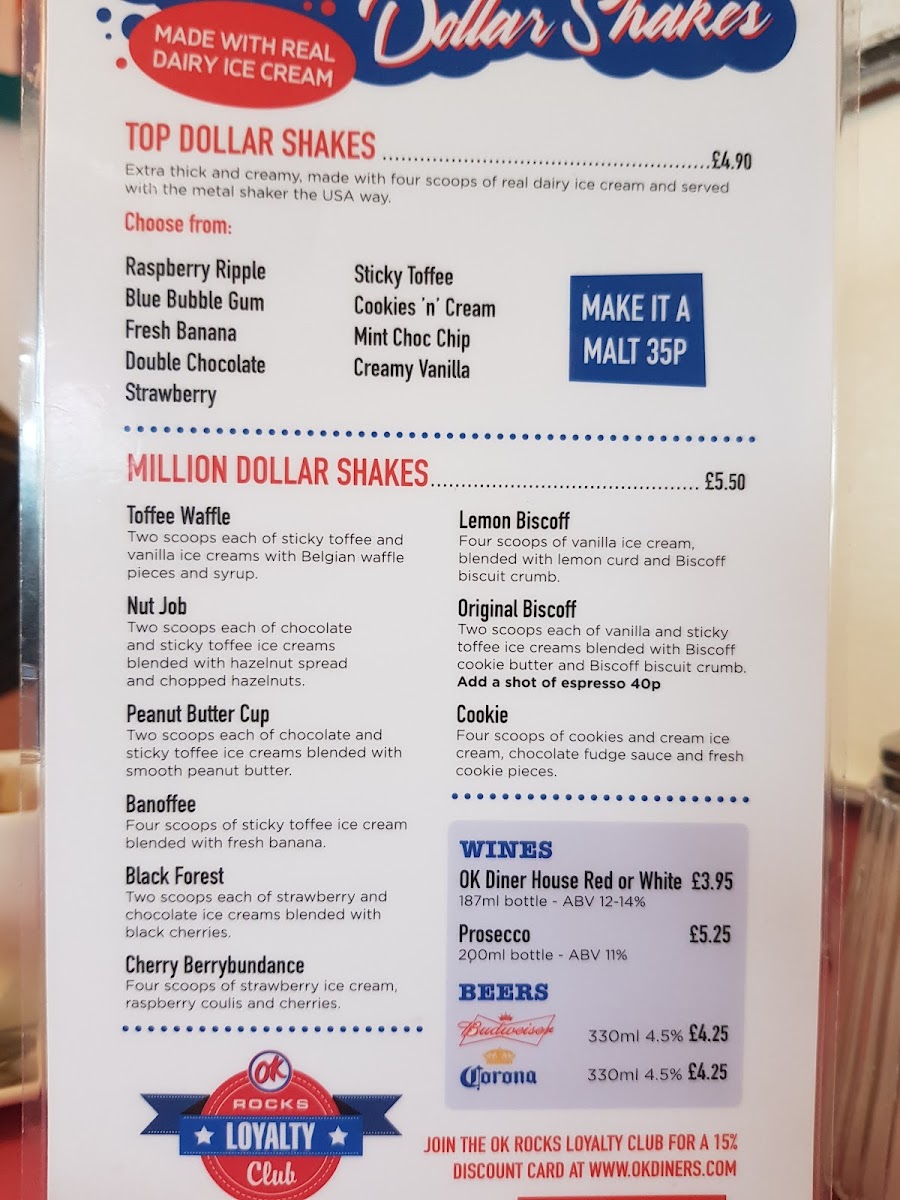 Dollar Shakes
MADE WITH REAL
DAIRY ICE CREAM
TOP DOLLAR SHAKES ........................................................£4.90
Extra thick and creamy, made with four scoops of real dairy ice cream and served
with the metal shaker the USA way.
Choose from:
Raspberry Ripple
Blue Bubble Gum
Fresh Banana
Double Chocolate
Strawberry
Sticky Toffee
Cookies 'n' Cream
Mint Choc Chip
Creamy Vanilla
MAKE IT A
MALT 35P
MILLION DOLLAR SHAKES............................................. £5.50
Toffee Waffle
Two scoops each of sticky toffee and
vanilla ice creams with Belgian waffle
pieces and syrup.
Nut Job
Two scoops each of chocolate
and sticky toffee ice creams
blended with hazelnut spread
and chopped hazelnuts.
Peanut Butter Cup
Two scoops each of chocolate and
sticky toffee ice creams blended with
smooth peanut butter.
Banoffee
Four scoops of sticky toffee ice cream
blended with fresh banana.
Black Forest
Two scoops each of strawberry and
chocolate ice creams blended with
black cherries.
Cherry Berrybundance
Four scoops of strawberry ice cream,
raspberry coulis and cherries.
Lemon Biscoff
Four scoops of vanilla ice cream,
blended with lemon curd and Biscoff
biscuit crumb.
Original Biscoff
Two scoops each of vanilla and sticky
toffee ice creams blended with Biscoff
cookie butter and Biscoff biscuit crumb.
Add a shot of espresso 40p
Cookie
Four scoops of cookies and cream ice
cream, chocolate fudge sauce and fresh
cookie pieces.
WINES
OK Diner House Red or White £3.95
187ml bottle - ABV 12-14%
Prosecco £5.25
200ml bottle - ABV 11%
BEERS
Budweiser 330ml 4.5% £4.25
Corona 330ml 4.5% £4.25
OK
ROCKS
LOYALTY
Club
JOIN THE OK ROCKS LOYALTY CLUB FOR A 15%
DISCOUNT CARD AT WWW.OKDINERS.COM